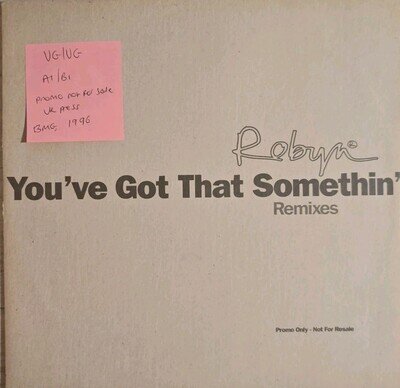 VG/VG
A1/B1
PROMO NOT FOR SALE
UK PRESS
BMG 1996
Robyn
You've Got That Somethin'
Remixes
Promo Only - Not For Resale